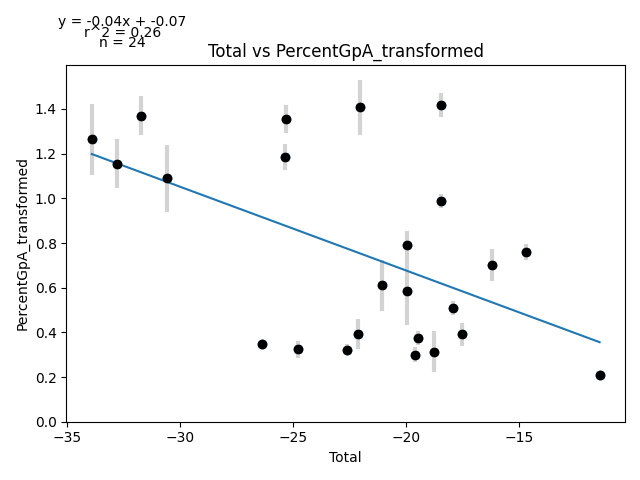 y = -0.04x + -0.07
r^2 = 0.26
n = 24
Total vs PercentGpA_transformed
PercentGpA_transformed
1.4
1.2
1.0
0.8
0.6
0.4
0.2
0.0
−35 −30 −25 −20 −15
Total